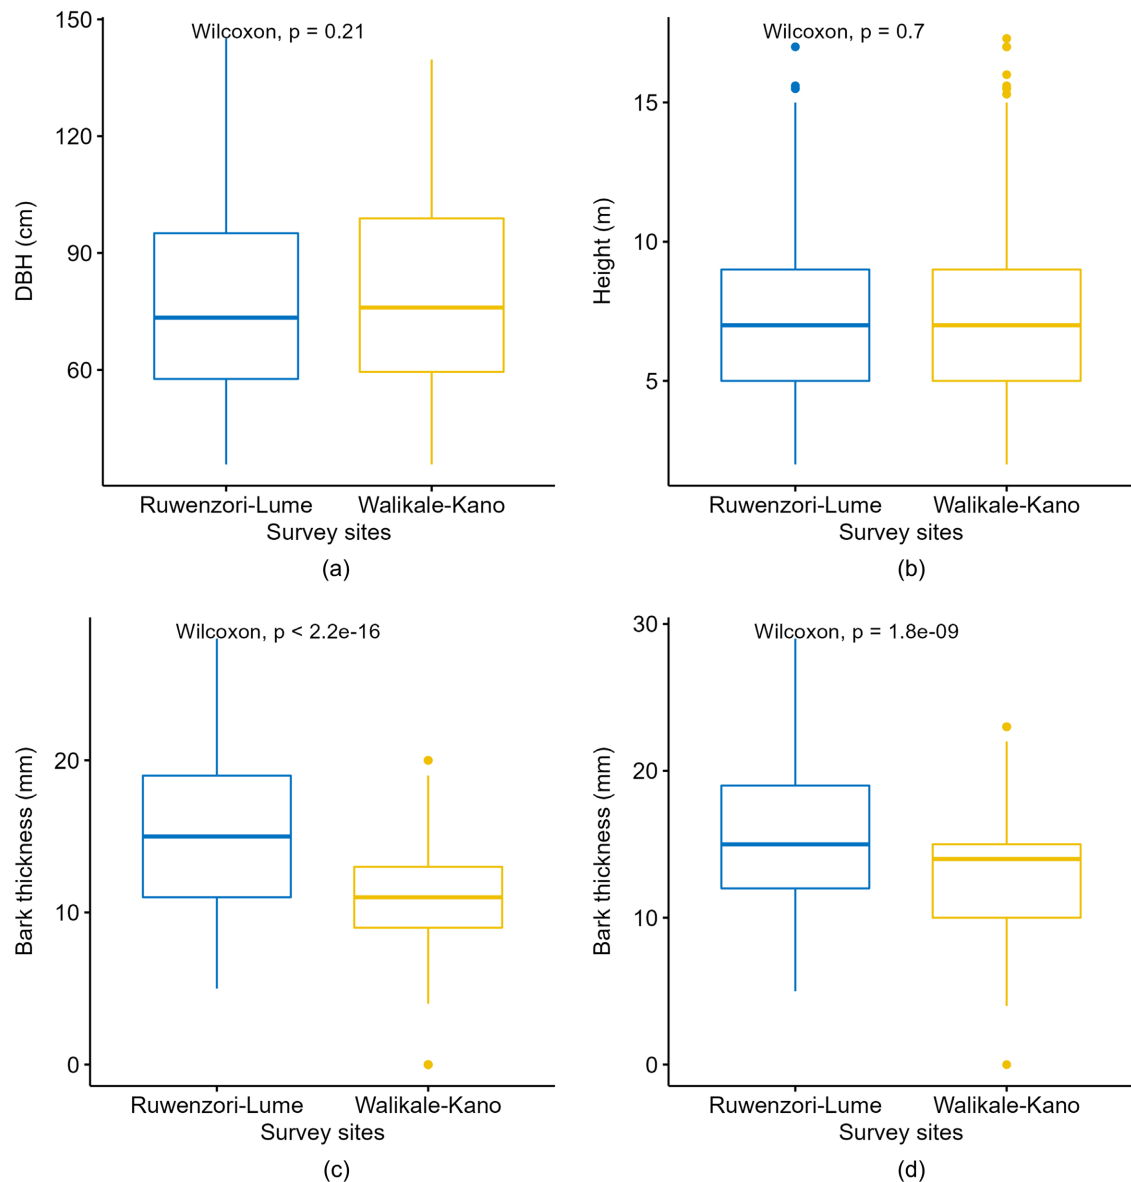 Wilcoxon, p = 0.21
150
120
90
60
DBH (cm)
Ruwenzori-Lume
Walikale-Kano
Survey sites
(a)
Wilcoxon, p = 0.7
15
10
5
Height (m)
Ruwenzori-Lume
Walikale-Kano
Survey sites
(b)
Wilcoxon, p < 2.2e-16
20
10
0
Bark thickness (mm)
Ruwenzori-Lume
Walikale-Kano
Survey sites
(c)
Wilcoxon, p = 1.8e-09
30
20
10
0
Bark thickness (mm)
Ruwenzori-Lume
Walikale-Kano
Survey sites
(d)